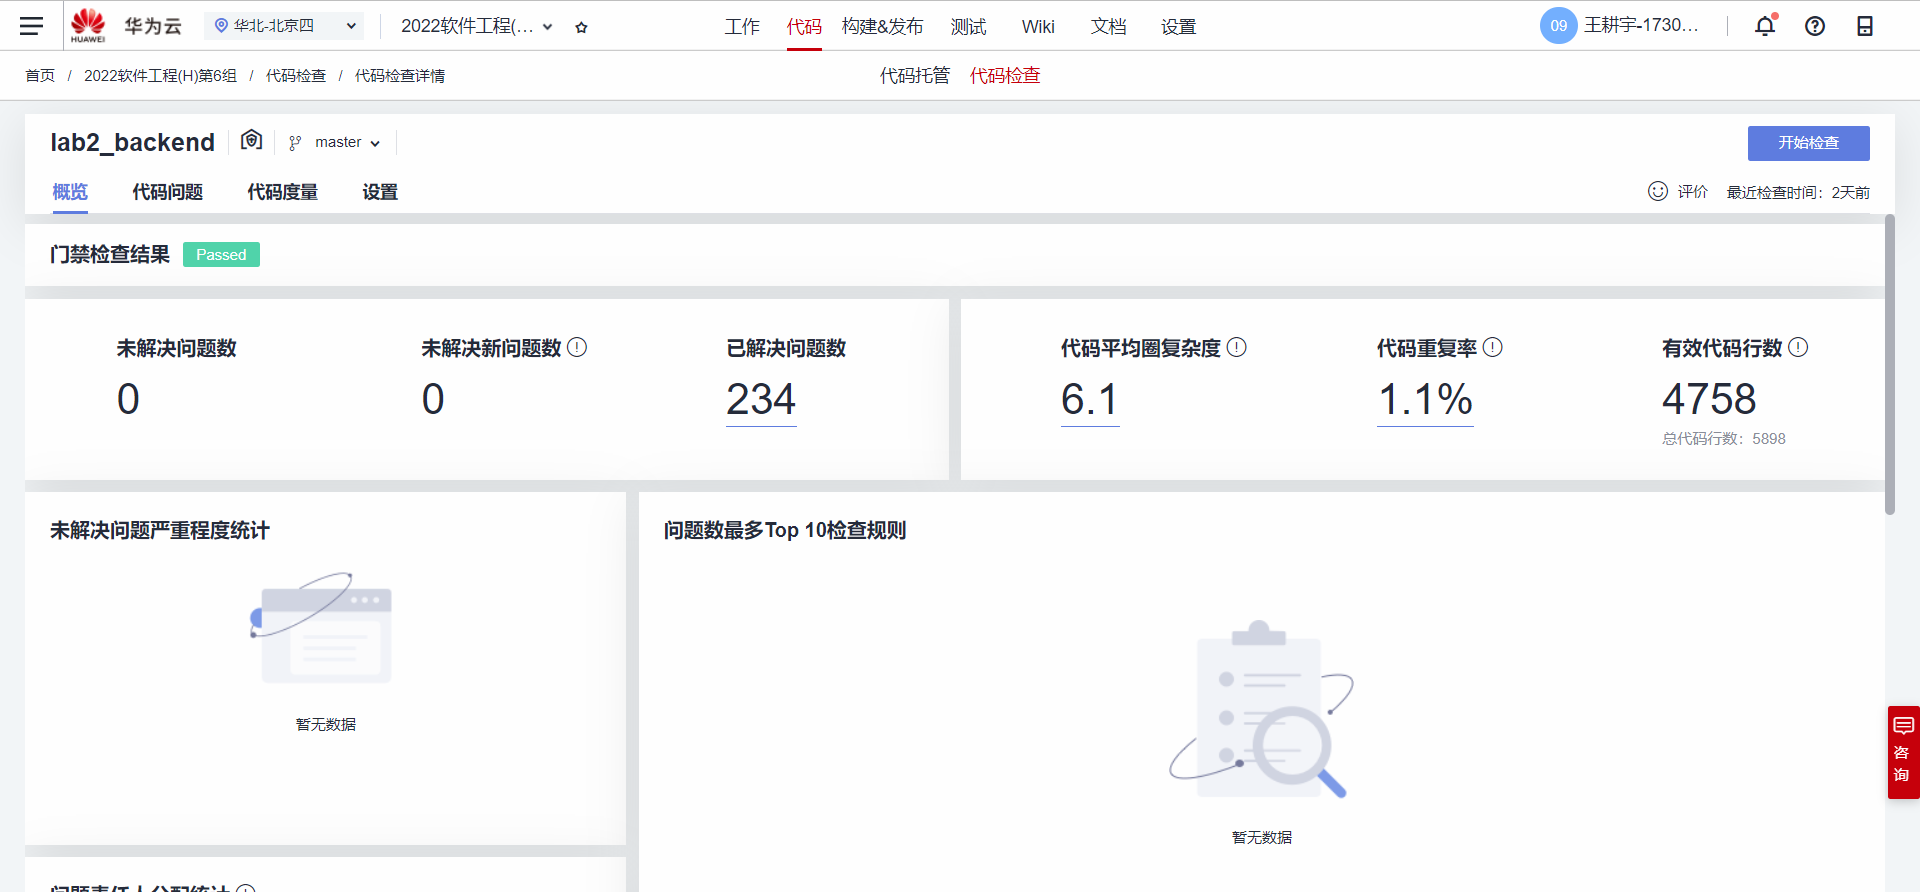 HUAWEI 华为云 华北-北京四 2022软件工程(... 工作 代码 构建&发布 测试 Wiki 文档 设置 09 王耕宇-1730...
首页 / 2022软件工程(H)第6组 / 代码检查 / 代码检查详情 代码托管 代码检查
lab2_backend master 开始检查
概览 代码问题 代码度量 设置 评价 最近检查时间：2天前
门禁检查结果 Passed
未解决问题数 未解决新问题数 已解决问题数 代码平均圈复杂度 代码重复率 有效代码行数
0 0 234 6.1 1.1% 4758
总代码行数：5898
未解决问题严重程度统计 问题数最多Top 10检查规则
暂无数据
咨
询
暂无数据
问题责任人分配统计